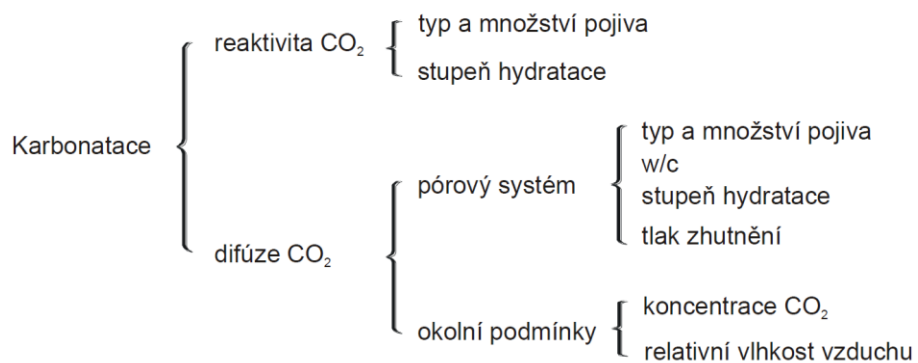 Karbonatace
reaktivita CO₂
typ a množství pojiva
stupeň hydratace
difúze CO₂
pórový systém
typ a množství pojiva
w/c
stupeň hydratace
tlak zhutnění
okolní podmínky
koncentrace CO₂
relativní vlhkost vzduchu